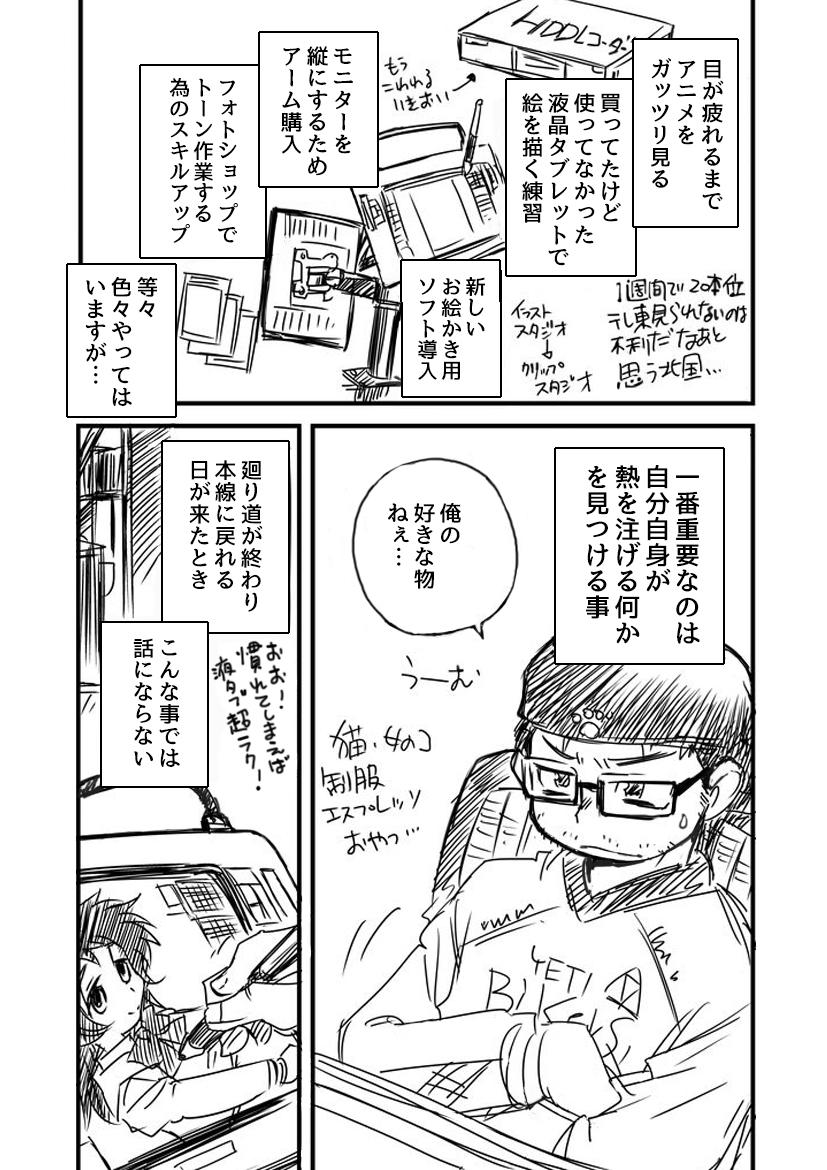 目が疲れるまで
アニメを
ガッツリ見る
HDDレコーダー
もう
こわれる
いきおい
買ってたけど
使ってなかった
液晶タブレットで
絵を描く練習
モニターを
縦にするため
アーム購入
フォトショップで
トーン作業する
為のスキルアップ
新しい
お絵かき用
ソフト導入
1週間で20本位
テレ東見られないのは
不利だなあと
思う北国…
イラスト
スタジオ
↓
クリップ
スタジオ
等々
色々やっては
いますが…
一番重要なのは
自分自身が
熱を注げる何か
を見つける事
俺の
好きな物
ねぇ…
うーむ
猫、女のコ
制服
エスプレッソ
おやつ…
YETI
廻り道が終わり
本線に戻れる
日が来たとき
こんな事では
話にならない
おお!
慣れてしまえば
液タブ超ラク!